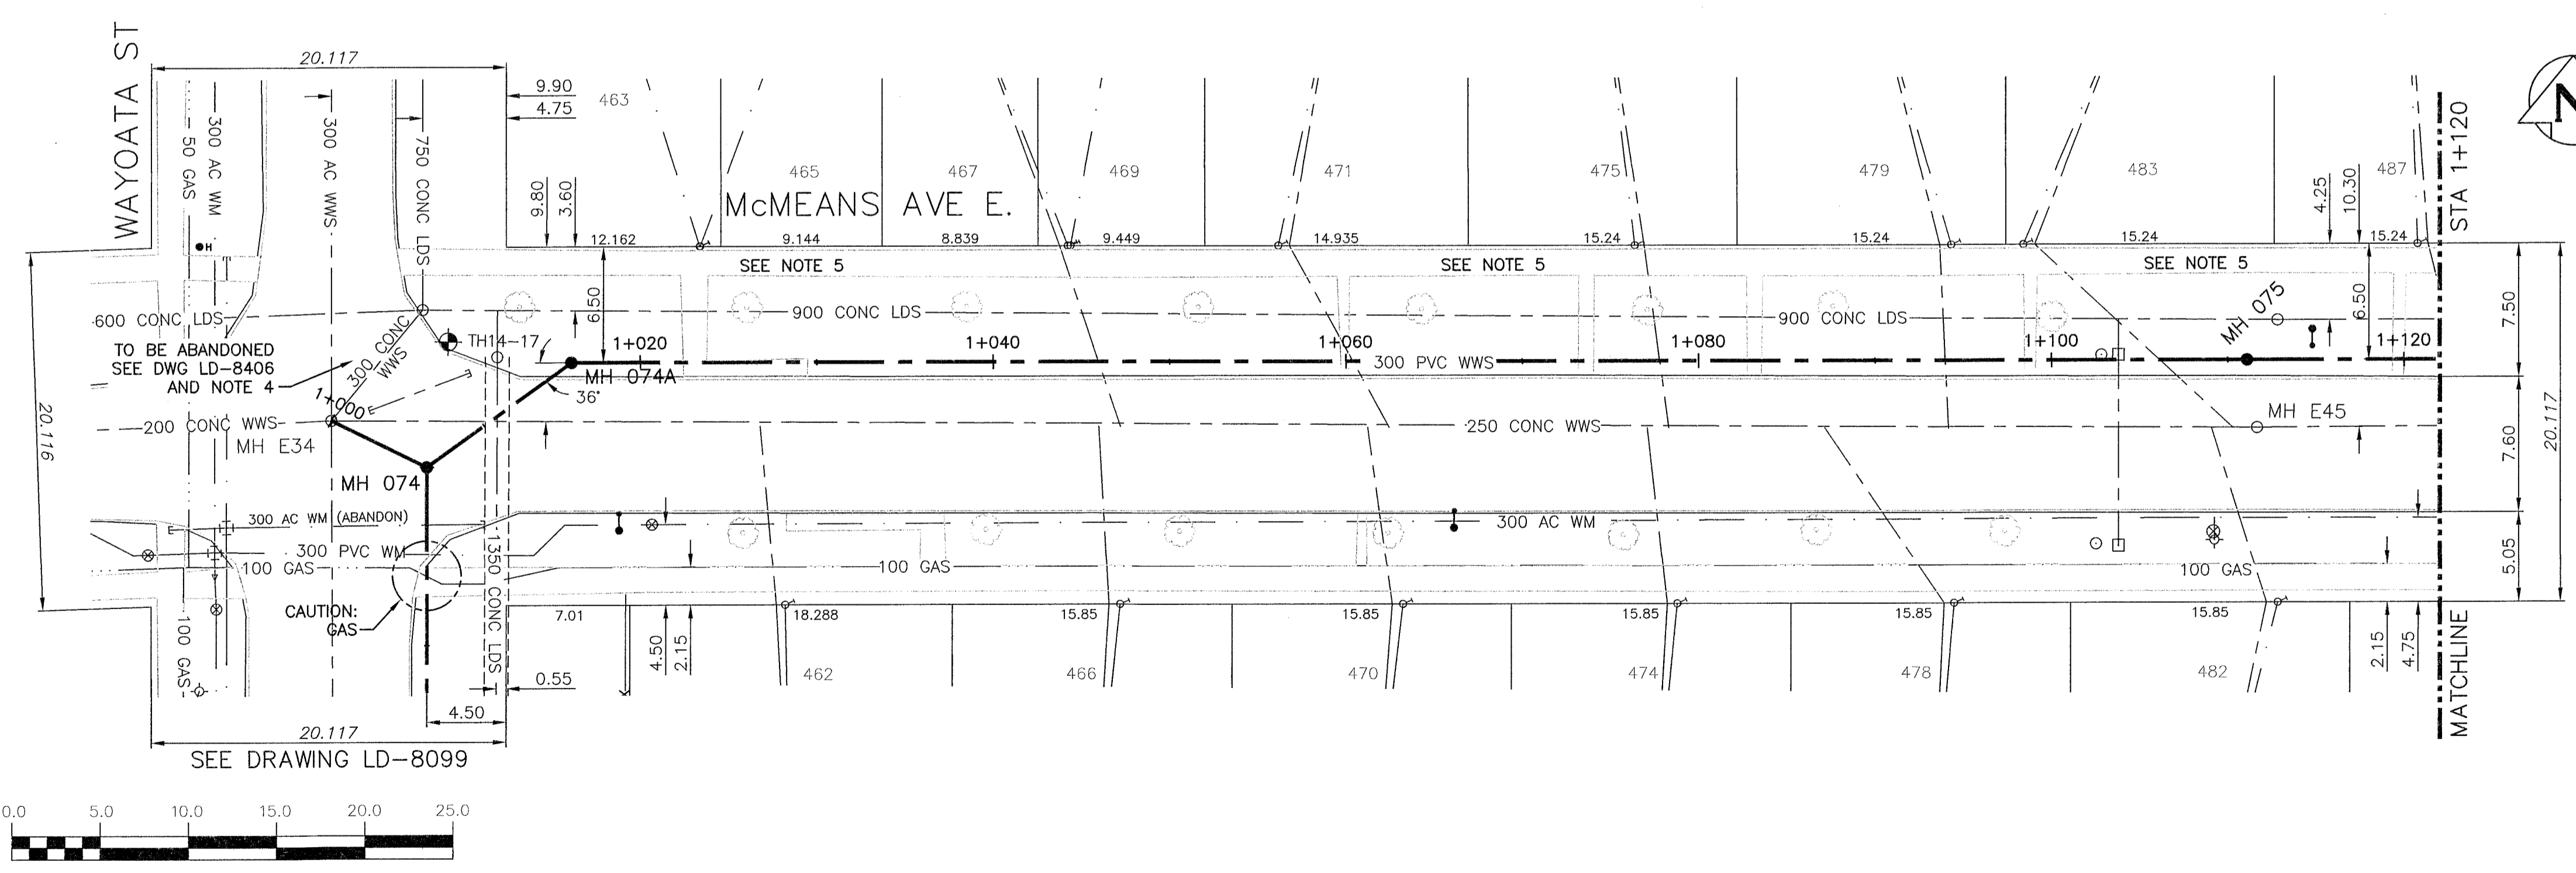 WAYOATA ST
20.117
50 GAS
300 AC WM
300 AC WWS
750 CONC LDS
9.90
4.75
463
465
467
469
471
475
479
483
487
McMEANS AVE E.
9.80
3.60
4.25
10.30
STA 1+120
N
12.162
9.144
8.839
9.449
14.935
15.24
15.24
15.24
15.24
SEE NOTE 5
SEE NOTE 5
SEE NOTE 5
H
600 CONC LDS
900 CONC LDS
900 CONC LDS
6.50
6.50
7.50
MH 075
TO BE ABANDONED
SEE DWG LD-8406
AND NOTE 4
300 CONC
WWS
TH14-17
1+000
1+020
1+040
1+060
1+080
1+100
1+120
300 PVC WWS
MH 074A
36°
20.116
200 CONC WWS
MH E34
250 CONC WWS
MH E45
7.60
20.117
MH 074
300 AC WM (ABANDON)
300 PVC WM
100 GAS
300 AC WM
100 GAS
100 GAS
5.05
1350 CONC LDS
CAUTION:
GAS
100 GAS
7.01
18.288
15.85
15.85
15.85
15.85
15.85
4.50
2.15
2.15
4.75
462
466
470
474
478
482
0.55
4.50
20.117
MATCHLINE
SEE DRAWING LD-8099
0.0 5.0 10.0 15.0 20.0 25.0